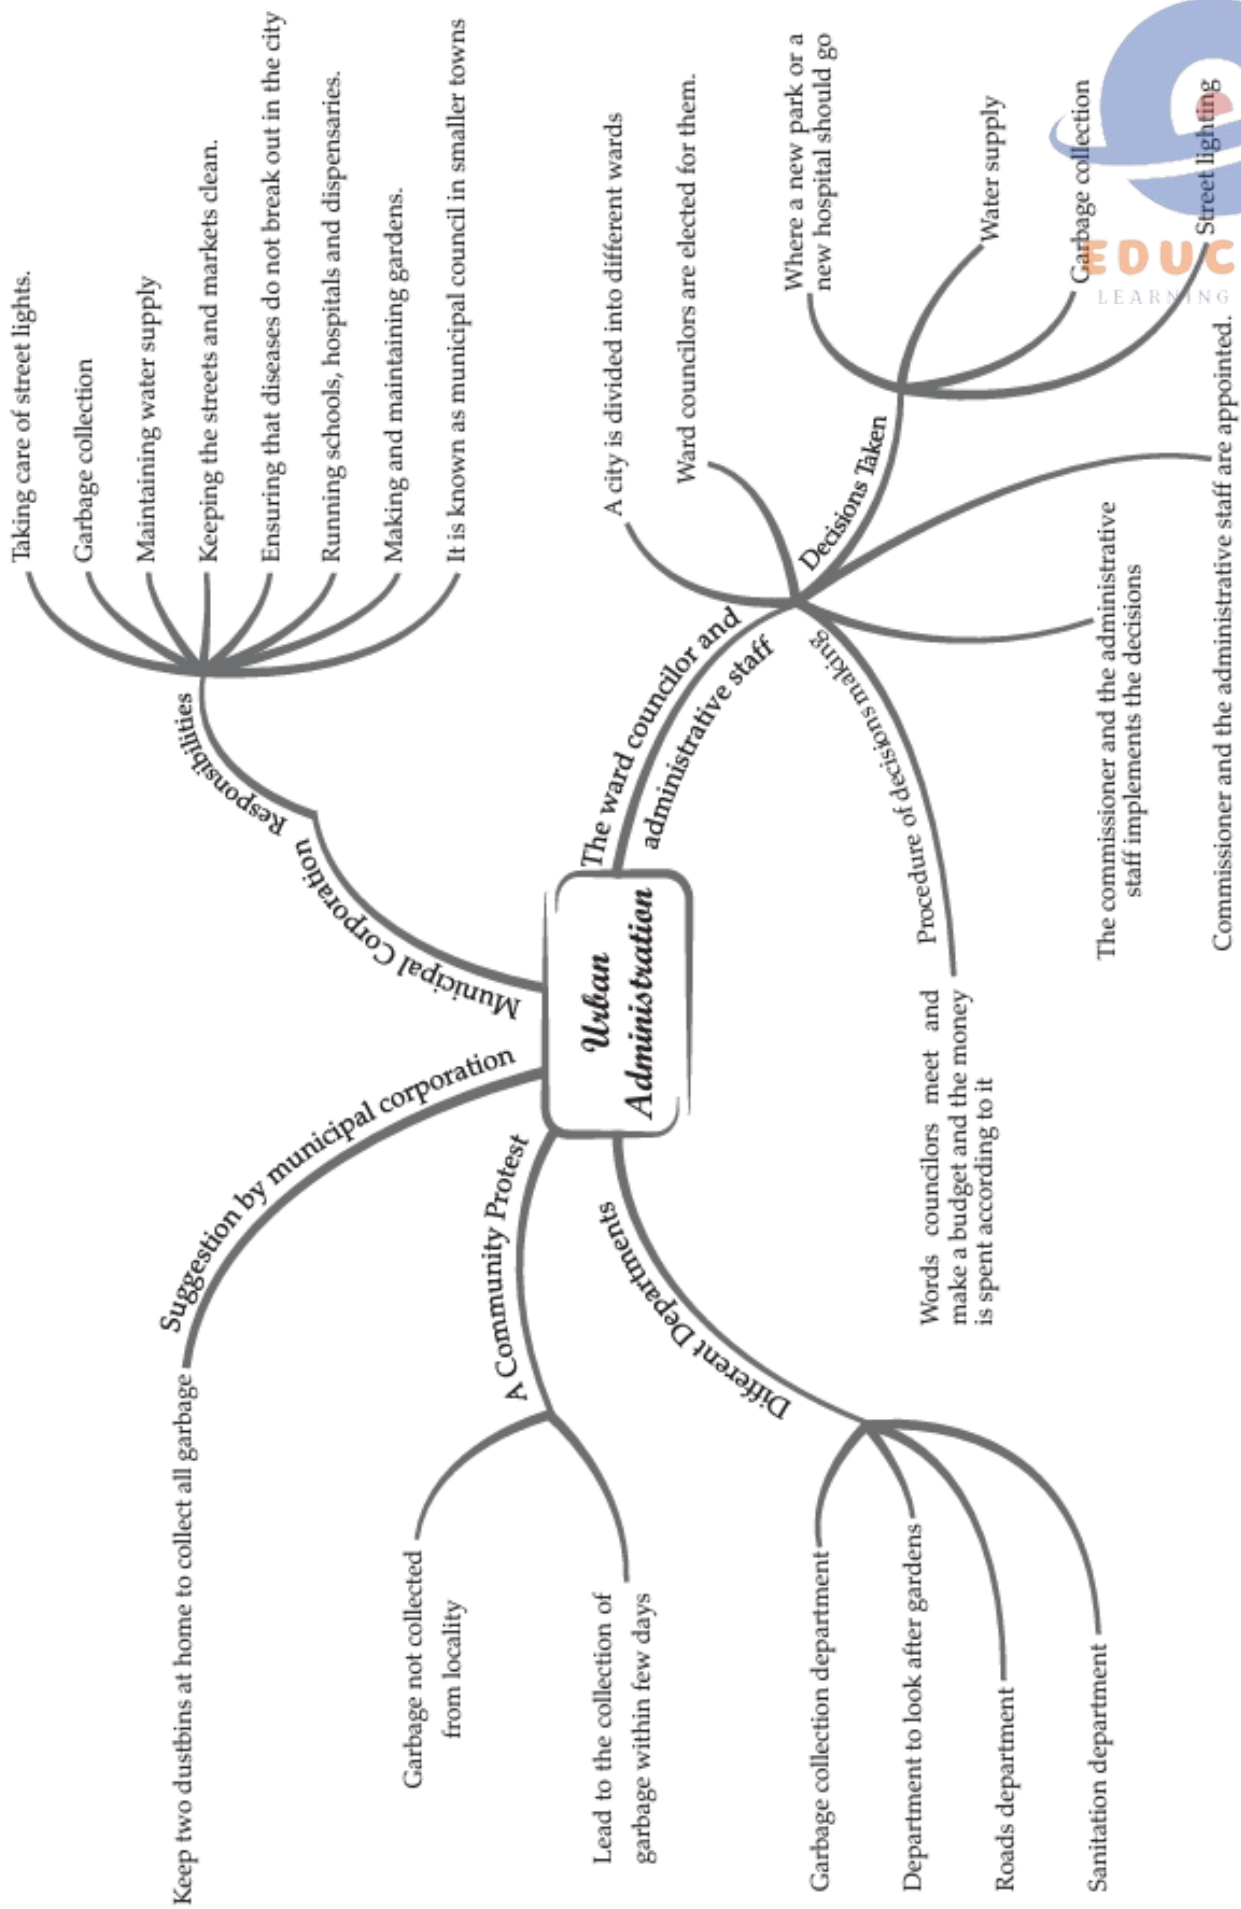 Urban
Administration
Municipal Corporation
Responsibilities
Taking care of street lights.
Garbage collection
Maintaining water supply
Keeping the streets and markets clean.
Ensuring that diseases do not break out in the city
Running schools, hospitals and dispensaries.
Making and maintaining gardens.
It is known as municipal council in smaller towns
The ward councilor and
administrative staff
A city is divided into different wards
Ward councilors are elected for them.
Decisions Taken
Where a new park or a
new hospital should go
Water supply
Garbage collection
Street lighting
Commissioner and the administrative staff are appointed.
The commissioner and the administrative
staff implements the decisions
Procedure of decisions making
Words councilors meet and
make a budget and the money
is spent according to it
Different Departments
Garbage collection department
Department to look after gardens
Roads department
Sanitation department
A Community Protest
Garbage not collected
from locality
Lead to the collection of
garbage within few days
Suggestion by municipal corporation
Keep two dustbins at home to collect all garbage
EDUC
LEARNING